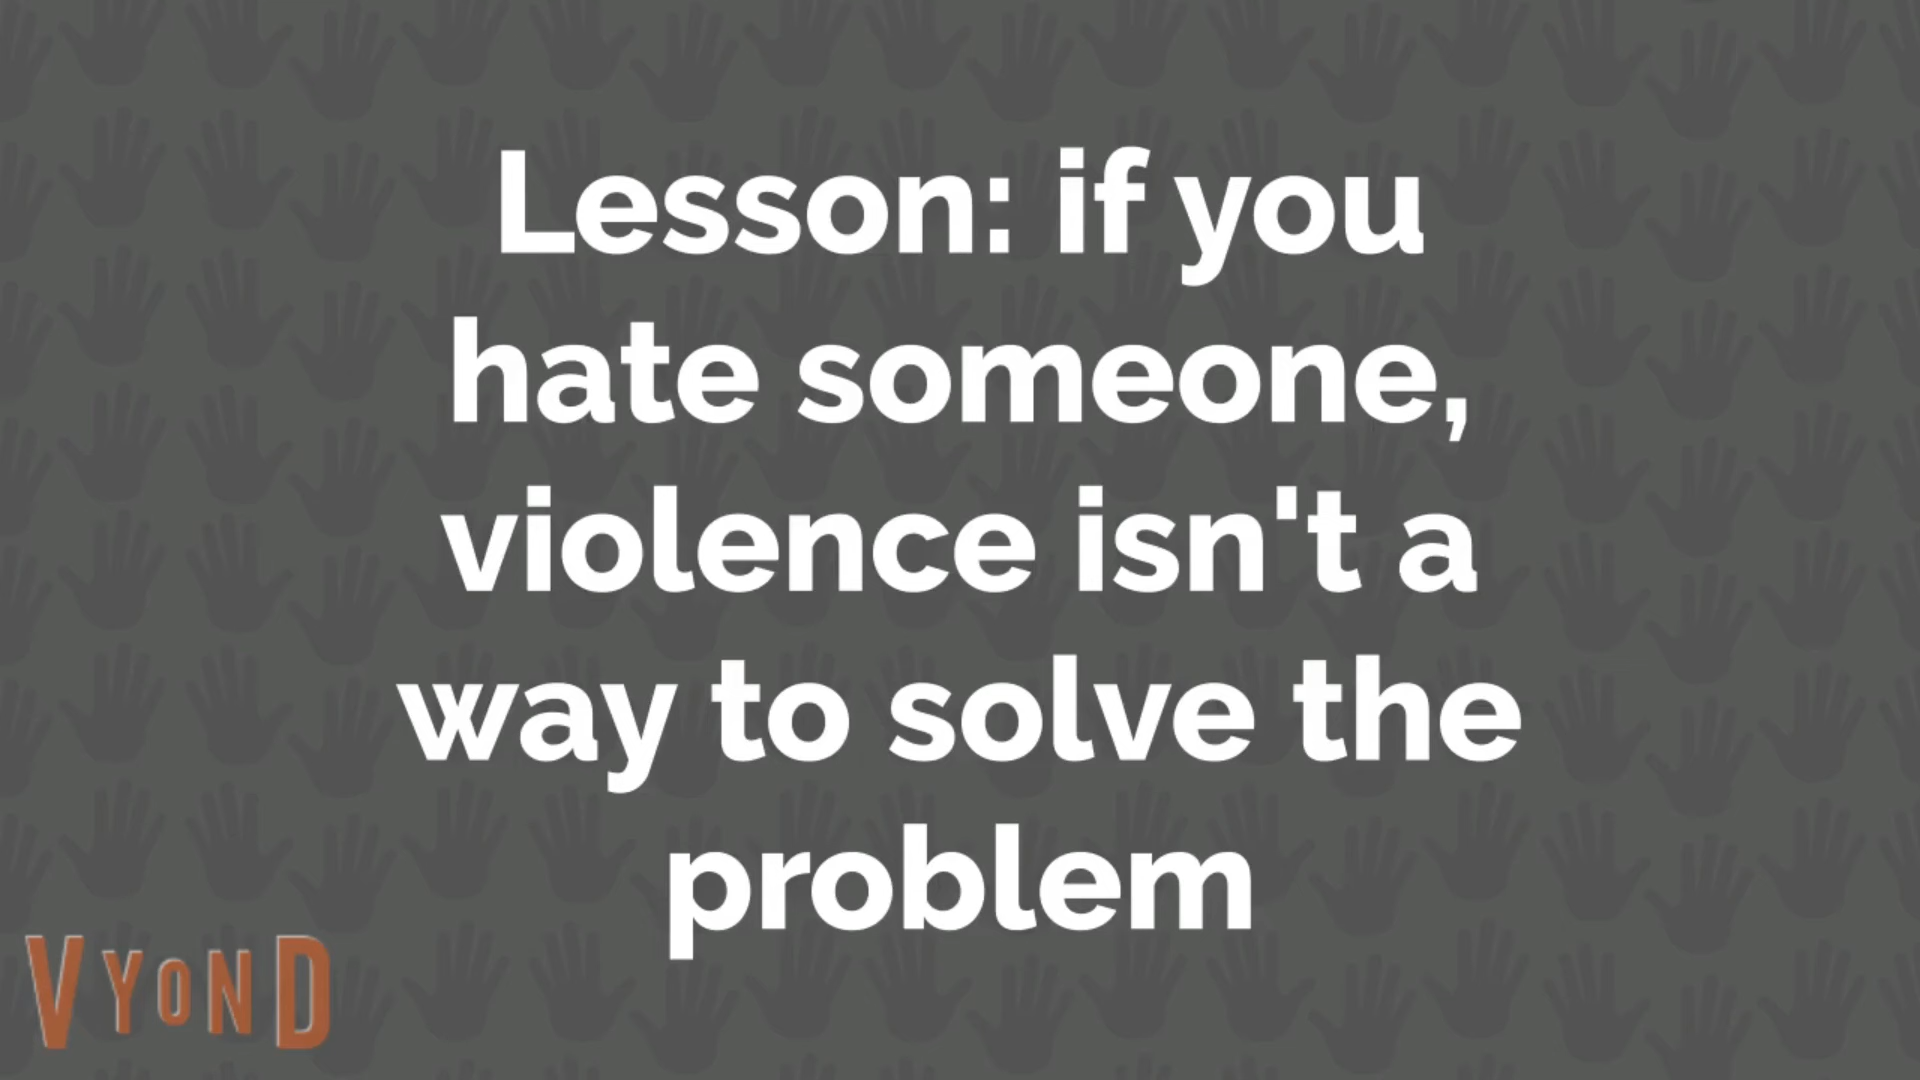 Lesson: if you
hate someone,
violence isn't a
way to solve the
problem
VYOND